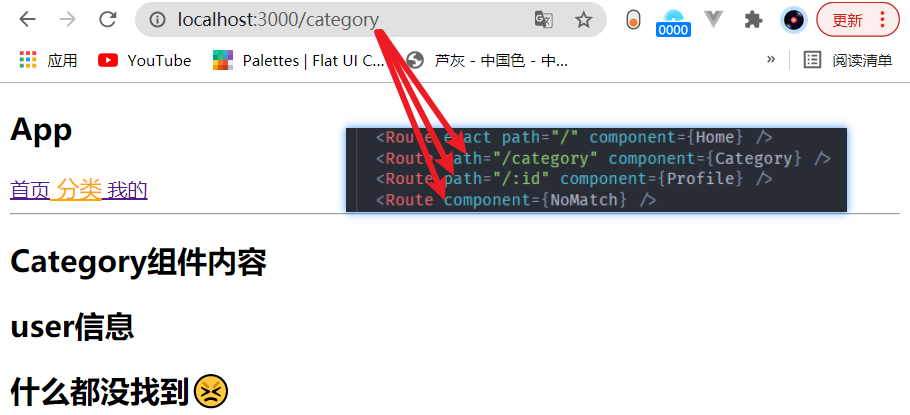 localhost:3000/category
0000
更新
应用 YouTube Palettes | Flat UI C... 芦灰 - 中国色 - 中... » 阅读清单
App
首页 分类 我的
<Route exact path="/" component={Home} />
<Route path="/category" component={Category} />
<Route path="/:id" component={Profile} />
<Route component={NoMatch} />
Category组件内容
user信息
什么都没找到😣